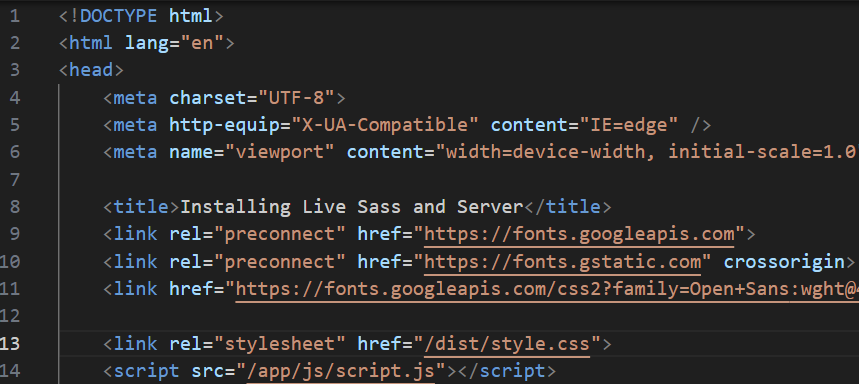 1 <!DOCTYPE html>
2 <html lang="en">
3 <head>
4 <meta charset="UTF-8">
5 <meta http-equip="X-UA-Compatible" content="IE=edge" />
6 <meta name="viewport" content="width=device-width, initial-scale=1.0
7
8 <title>Installing Live Sass and Server</title>
9 <link rel="preconnect" href="https://fonts.googleapis.com">
10 <link rel="preconnect" href="https://fonts.gstatic.com" crossorigin>
11 <link href="https://fonts.googleapis.com/css2?family=Open+Sans:wght@4
12
13 <link rel="stylesheet" href="/dist/style.css">
14 <script src="/app/js/script.js"></script>